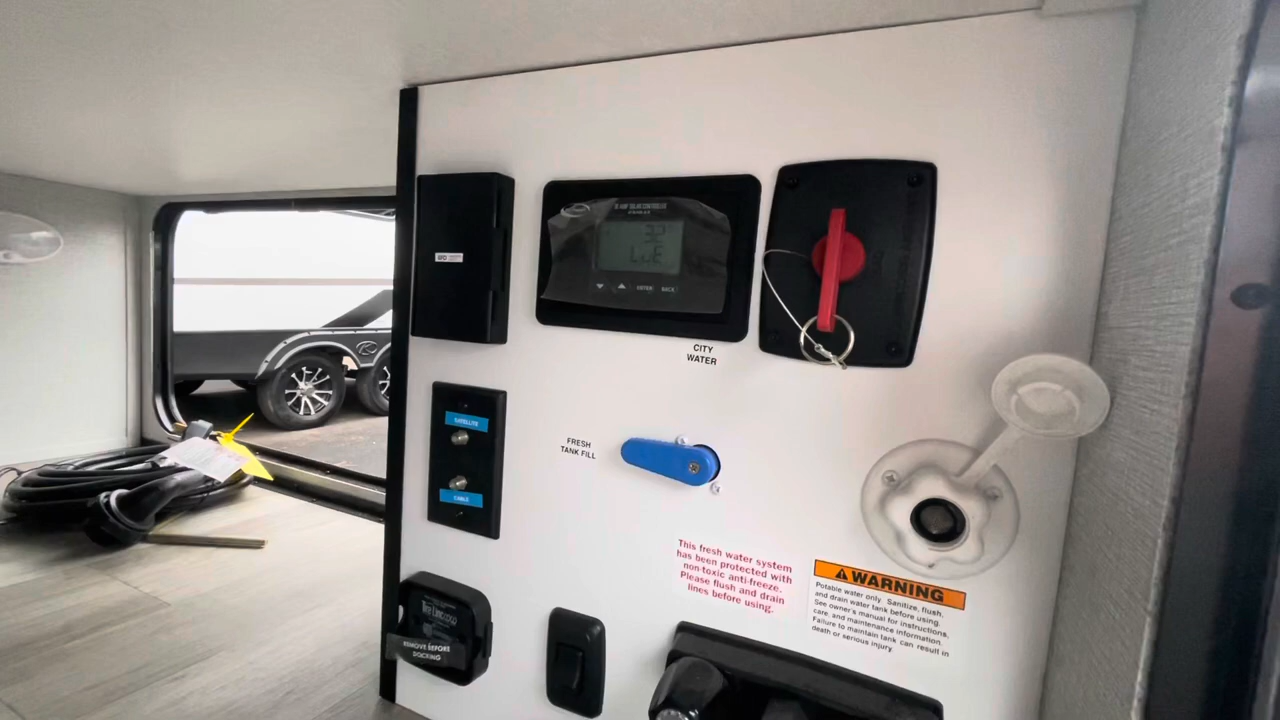 GFCI
SOLAR CONTROLLER
ENTER BACK
CITY
WATER
SATELLITE
FRESH
TANK FILL
CABLE
This fresh water system
has been protected with
non-toxic anti-freeze.
Please flush and drain
lines before using.
WARNING
Potable water only. Sanitize, flush,
and drain water tank before using.
See owner's manual for instructions,
care, and maintenance information.
Failure to maintain tank can result in
death or serious injury.
REMOVE BEFORE
DOCKING